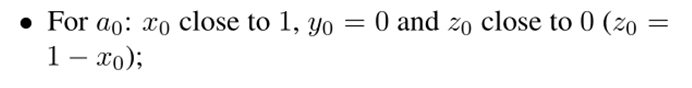 • For a₀: x₀ close to 1, y₀ = 0 and z₀ close to 0 (z₀ =
1 − x₀);